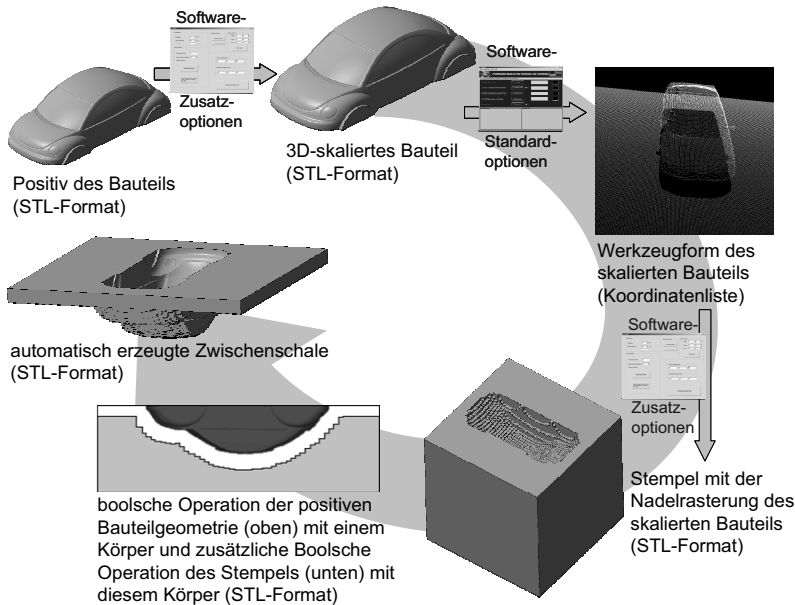 Software-
Zusatz-
optionen
Positiv des Bauteils
(STL-Format)
3D-skaliertes Bauteil
(STL-Format)
Software-
Standard-
optionen
Werkzeugform des
skalierten Bauteils
(Koordinatenliste)
Software-
Zusatz-
optionen
Stempel mit der
Nadelrasterung des
skalierten Bauteils
(STL-Format)
boolsche Operation der positiven
Bauteilgeometrie (oben) mit einem
Körper und zusätzliche Boolsche
Operation des Stempels (unten) mit
diesem Körper (STL-Format)
automatisch erzeugte Zwischenschale
(STL-Format)